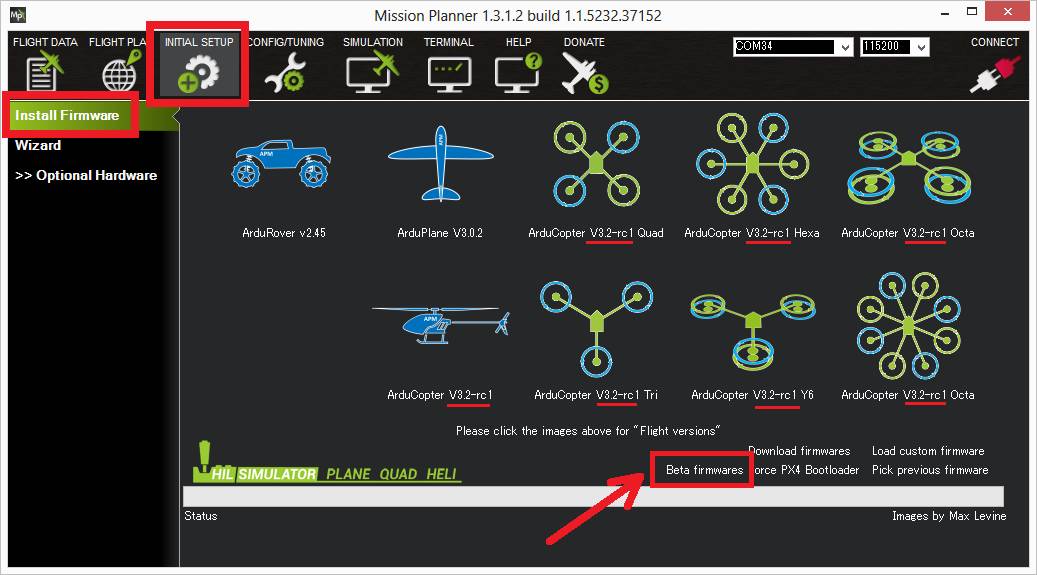 Mp
Mission Planner 1.3.1.2 build 1.1.5232.37152
FLIGHT DATA FLIGHT PLA INITIAL SETUP CONFIG/TUNING SIMULATION TERMINAL HELP DONATE COM34 115200 CONNECT
Install Firmware
Wizard
>> Optional Hardware
APM
APM
ArduRover v2.45 ArduPlane V3.0.2 ArduCopter V3.2-rc1 Quad ArduCopter V3.2-rc1 Hexa ArduCopter V3.2-rc1 Octa
APM
ArduCopter V3.2-rc1 ArduCopter V3.2-rc1 Tri ArduCopter V3.2-rc1 Y6 ArduCopter V3.2-rc1 Octa
Please click the images above for "Flight versions"
Download firmwares Load custom firmware
HIL SIMULATOR PLANE QUAD HELI Beta firmwares orce PX4 Bootloader Pick previous firmware
Status Images by Max Levine